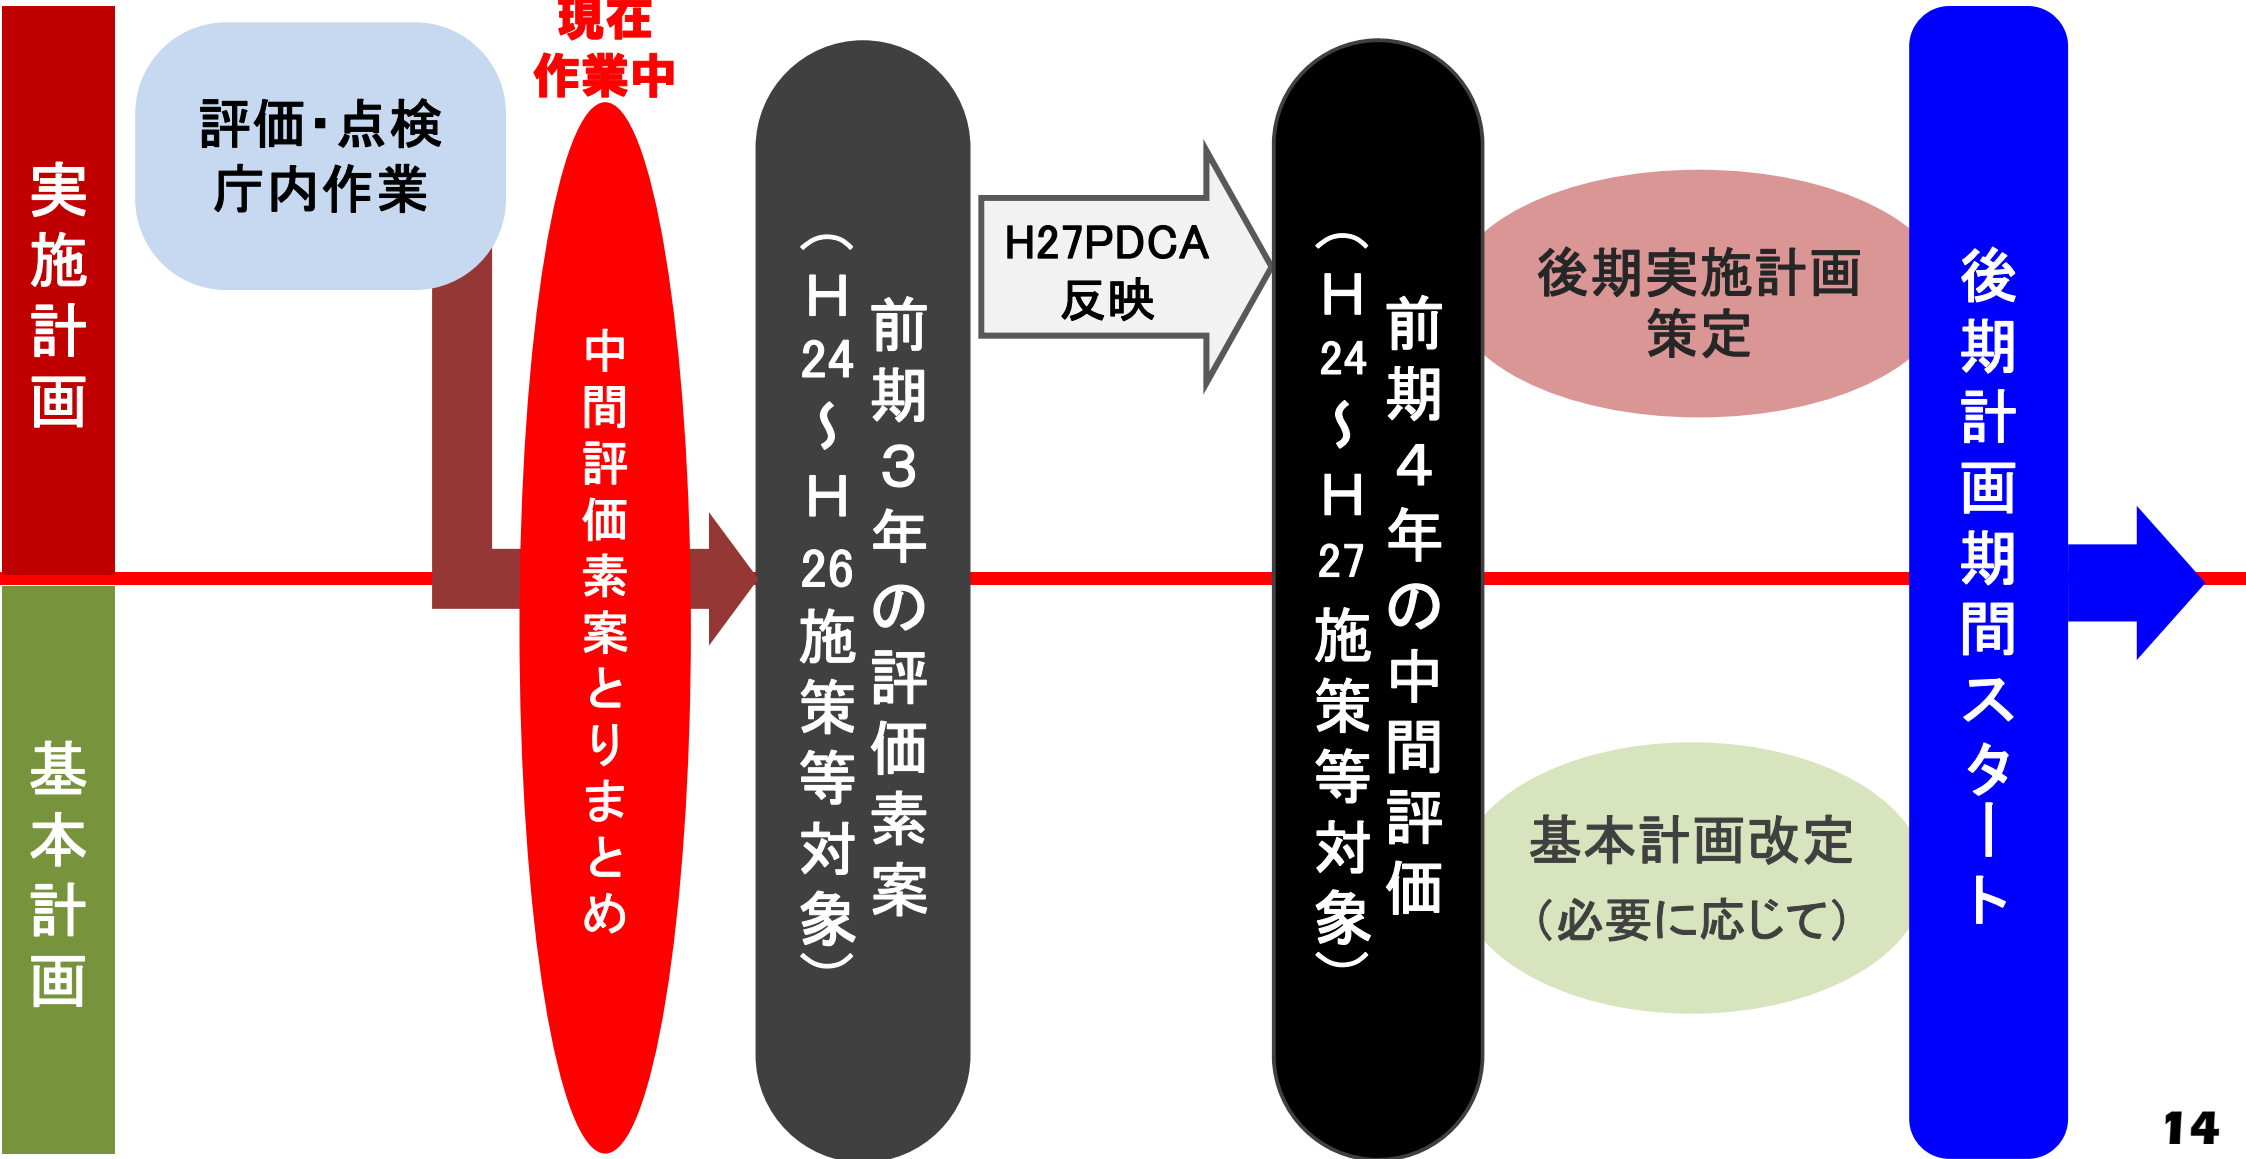 実施計画
基本計画
評価・点検
庁内作業
現在
作業中
中間評価素案とりまとめ
前期３年の評価素案
（Ｈ24～Ｈ26施策等対象）
H27PDCA
反映
前期４年の中間評価
（Ｈ24～Ｈ27施策等対象）
後期実施計画
策定
基本計画改定
（必要に応じて）
後期計画期間スタート
14